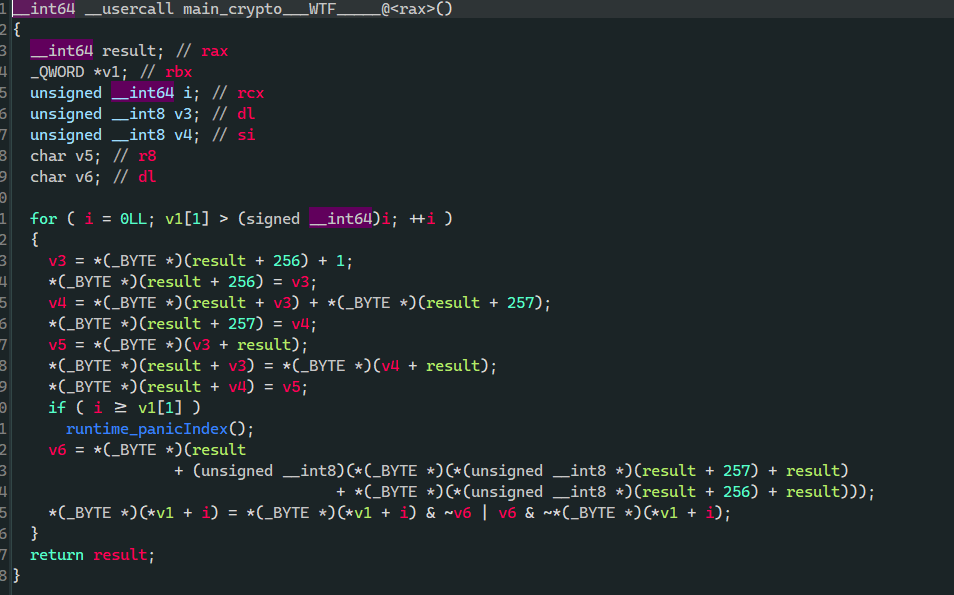 1 __int64 __usercall main_crypto___WTF_____@<rax>()
2 {
3 __int64 result; // rax
4 _QWORD *v1; // rbx
5 unsigned __int64 i; // rcx
6 unsigned __int8 v3; // dl
7 unsigned __int8 v4; // si
8 char v5; // r8
9 char v6; // dl
0
1 for ( i = 0LL; v1[1] > (signed __int64)i; ++i )
2 {
3 v3 = *(_BYTE *)(result + 256) + 1;
4 *(_BYTE *)(result + 256) = v3;
5 v4 = *(_BYTE *)(result + v3) + *(_BYTE *)(result + 257);
6 *(_BYTE *)(result + 257) = v4;
7 v5 = *(_BYTE *)(v3 + result);
8 *(_BYTE *)(result + v3) = *(_BYTE *)(v4 + result);
9 *(_BYTE *)(result + v4) = v5;
0 if ( i ≥ v1[1] )
1 runtime_panicIndex();
2 v6 = *(_BYTE *)(result
3 + (unsigned __int8)(*(_BYTE *)(*(unsigned __int8 *)(result + 257) + result)
4 + *(_BYTE *)(*(unsigned __int8 *)(result + 256) + result)));
5 *(_BYTE *)(*v1 + i) = *(_BYTE *)(*v1 + i) & ~v6 | v6 & ~*(_BYTE *)(*v1 + i);
6 }
7 return result;
8 }